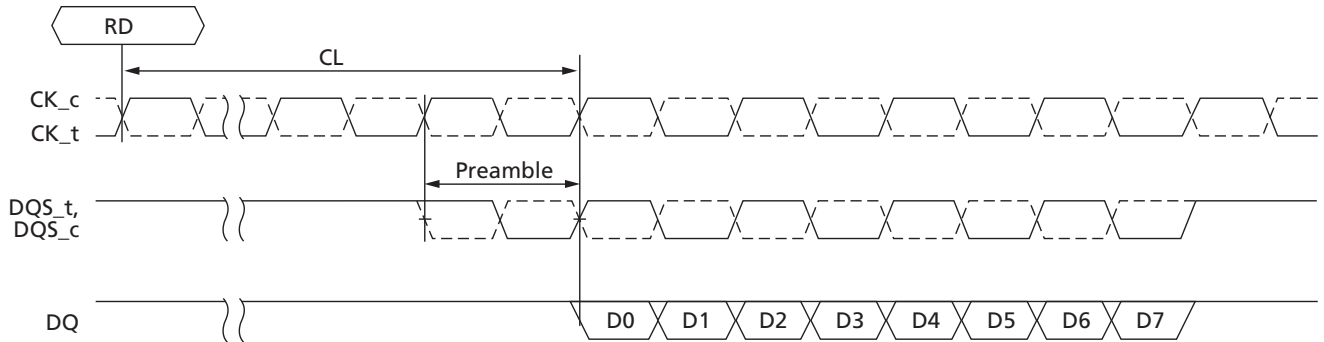 RD
CL
CK_c
CK_t
Preamble
DQS_t,
DQS_c
DQ
D0 D1 D2 D3 D4 D5 D6 D7